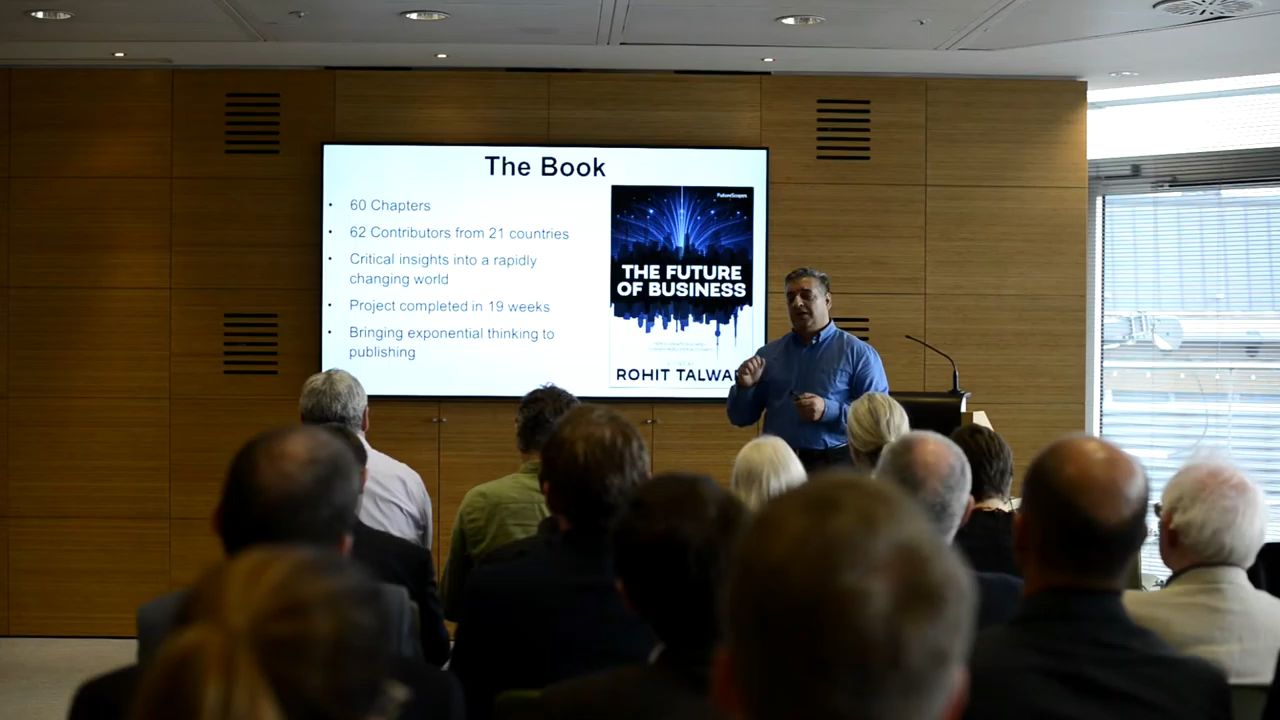 The Book
• 60 Chapters
• 62 Contributors from 21 countries
• Critical insights into a rapidly
changing world
• Project completed in 19 weeks
• Bringing exponential thinking to
publishing
FutureScapes
THE FUTURE
OF BUSINESS
ROHIT TALWA